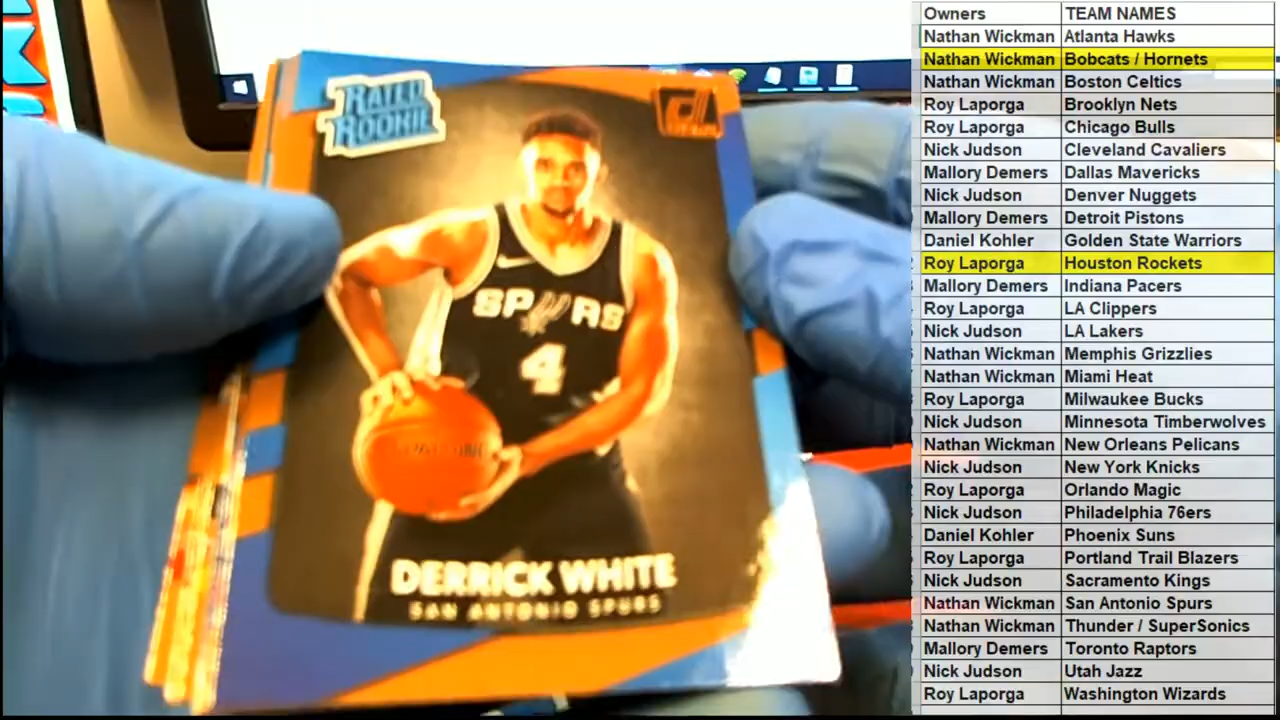 RATED
ROOKIE
SPURS
4
SPALDING
DERRICK WHITE
SAN ANTONIO SPURS
Owners TEAM NAMES
Nathan Wickman Atlanta Hawks
Nathan Wickman Bobcats / Hornets
Nathan Wickman Boston Celtics
Roy Laporga Brooklyn Nets
Roy Laporga Chicago Bulls
Nick Judson Cleveland Cavaliers
Mallory Demers Dallas Mavericks
Nick Judson Denver Nuggets
Mallory Demers Detroit Pistons
Daniel Kohler Golden State Warriors
Roy Laporga Houston Rockets
Mallory Demers Indiana Pacers
Roy Laporga LA Clippers
Nick Judson LA Lakers
Nathan Wickman Memphis Grizzlies
Nathan Wickman Miami Heat
Roy Laporga Milwaukee Bucks
Nick Judson Minnesota Timberwolves
Nathan Wickman New Orleans Pelicans
Nick Judson New York Knicks
Roy Laporga Orlando Magic
Nick Judson Philadelphia 76ers
Daniel Kohler Phoenix Suns
Roy Laporga Portland Trail Blazers
Nick Judson Sacramento Kings
Nathan Wickman San Antonio Spurs
Nathan Wickman Thunder / SuperSonics
Mallory Demers Toronto Raptors
Nick Judson Utah Jazz
Roy Laporga Washington Wizards